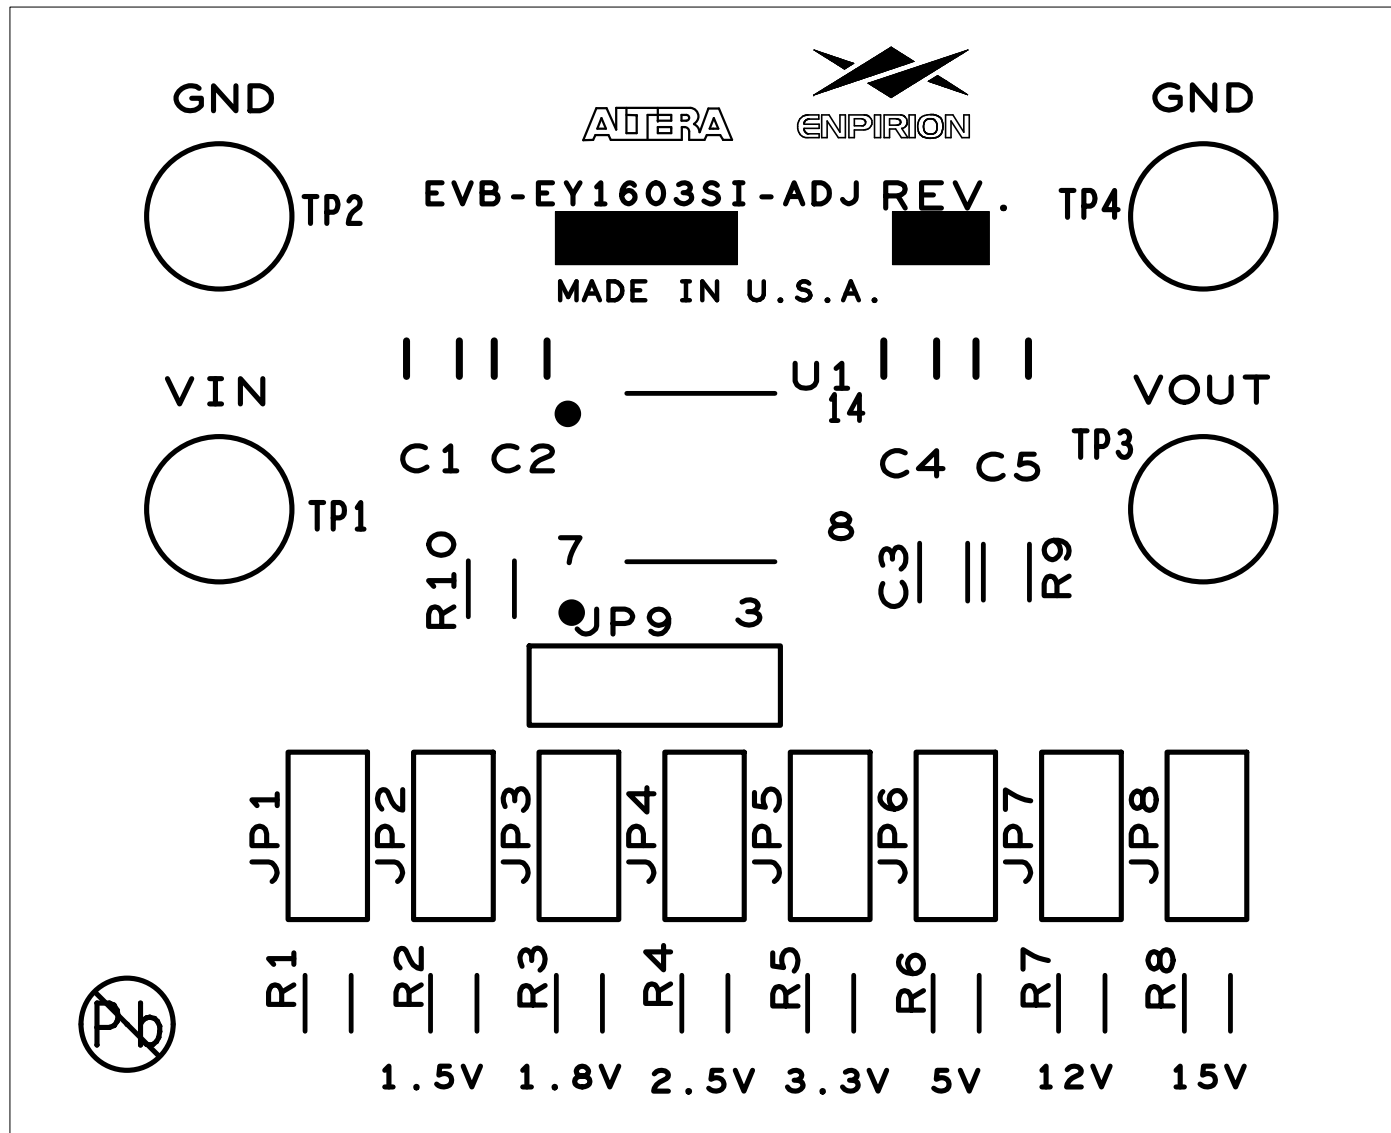 GND
ALTERA
ENPIRION
GND
EVB-EY1603SI-ADJ REV.
TP2
TP4
MADE IN U.S.A.
VIN
U1
14
VOUT
TP3
C1 C2
C4 C5
TP1
8
7
R10
C3
R9
JP9
3
JP1
JP2
JP3
JP4
JP5
JP6
JP7
JP8
R1
R2
R3
R4
R5
R6
R7
R8
Pb
1.5V 1.8V 2.5V 3.3V 5V 12V 15V